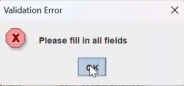 Validation Error
Please fill in all fields
OK